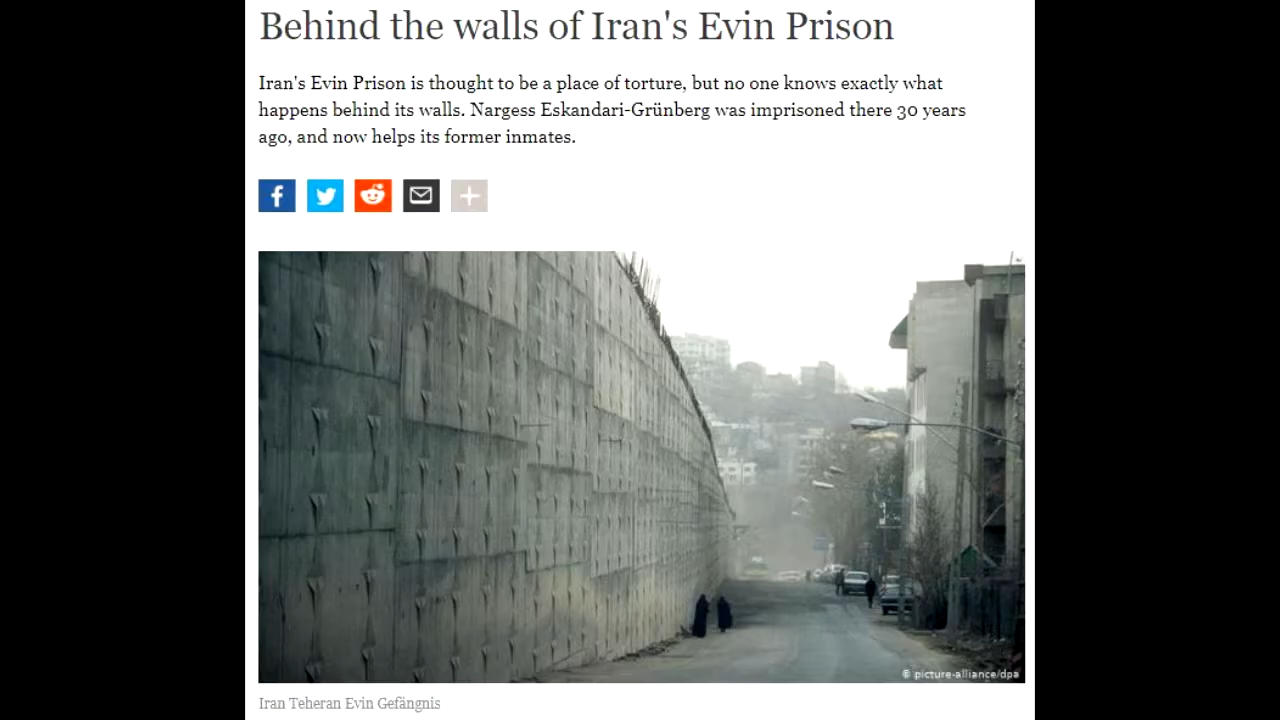 Behind the walls of Iran's Evin Prison
Iran's Evin Prison is thought to be a place of torture, but no one knows exactly what
happens behind its walls. Nargess Eskandari-Grünberg was imprisoned there 30 years
ago, and now helps its former inmates.
© picture-alliance/dpa
Iran Teheran Evin Gefängnis